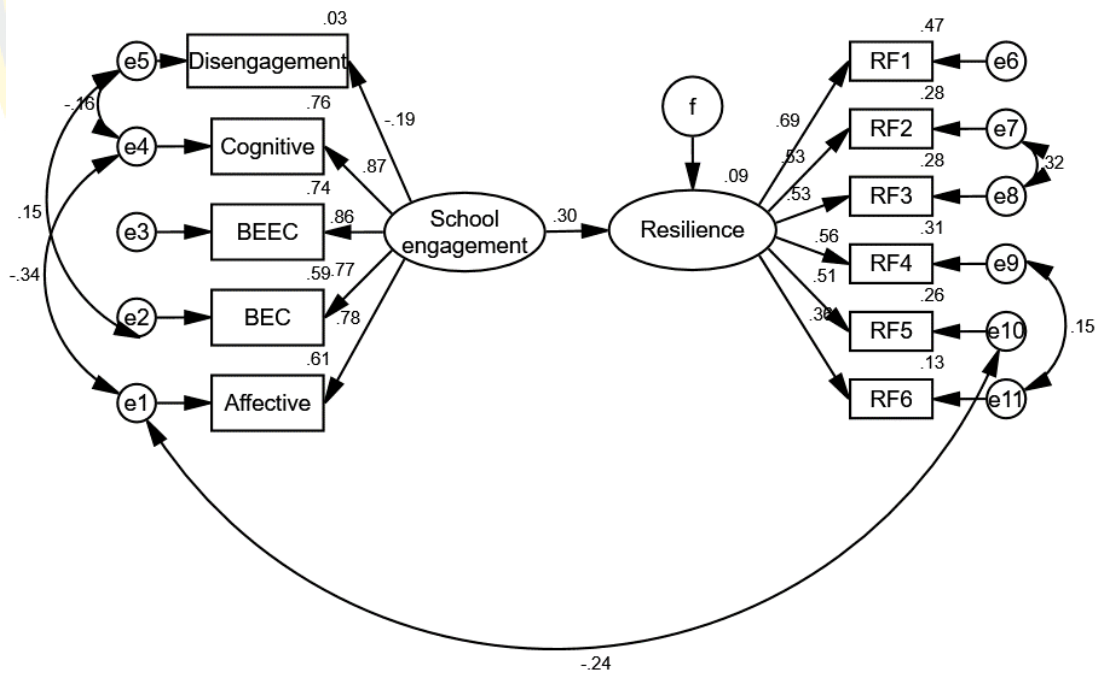 .03
.47
e5
Disengagement
RF1
e6
-.16
.76
-.19
f
.69
.28
e4
Cognitive
RF2
e7
.87
.53
.28
.32
.74
.09
.53
RF3
e8
.15
.86
School
engagement
.30
Resilience
.31
e3
BEEC
.56
RF4
e9
-.34
.59
.77
.51
.26
e2
BEC
.78
.36
RF5
e10
.15
.61
.13
e1
Affective
RF6
e11
-.24